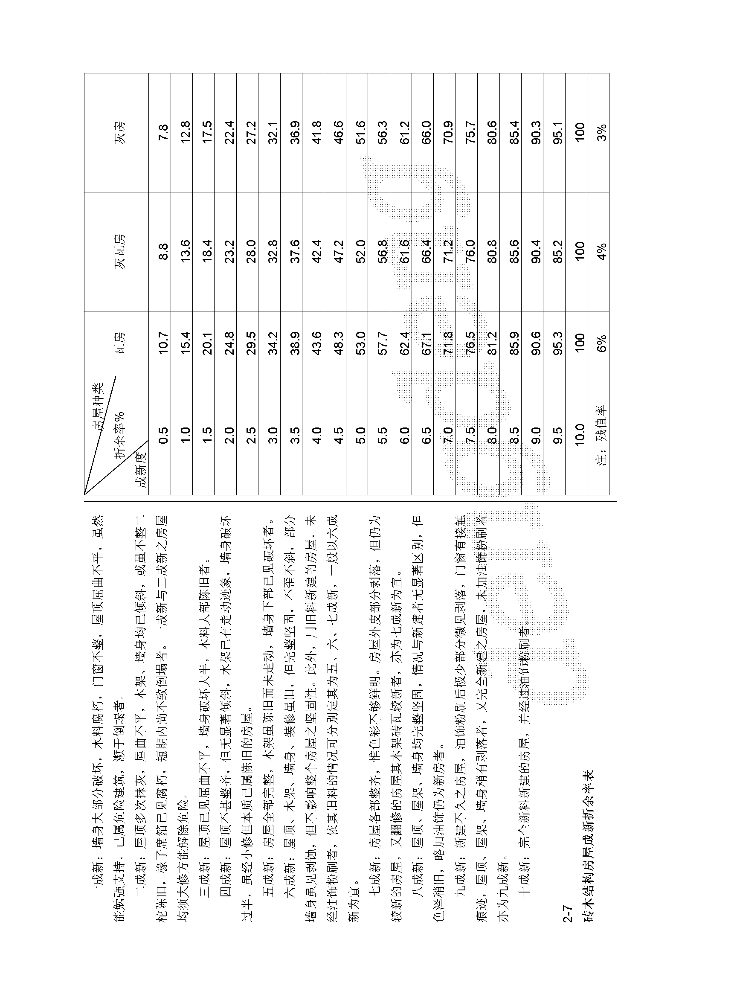 一成新：墙身大部分破坏，木料腐朽，门窗不整，屋顶屈曲不平，虽然
能勉强支持，已属危险建筑，濒于倒塌者。
二成新：屋顶多次抹灰，屈曲不平，木架、墙身均已倾斜，或虽不整二
柁陈旧，椽子席箔已见腐朽，短期内尚不致倒塌者。一成新与二成新之房屋
均须大修方能解除危险。
三成新：屋顶已见屈曲不平，墙身破坏大半，木料大部陈旧者。
四成新：屋顶不甚整齐，但无显著倾斜，木架已有走动迹象，墙身破坏
过半，虽经小修但本质已属陈旧的房屋。
五成新：房屋全部完整，木架虽陈旧而未走动，墙身下部已见破坏者。
六成新：屋顶、木架、墙身、装修虽旧，但完整坚固，不歪不斜，部分
墙身虽见剥蚀，但不影响整个房屋之坚固性。此外，用旧料新建的房屋，未
经油饰粉刷者，依其旧料的情况可分别定其为五、六、七成新，一般以六成
新为宜。
七成新：房屋各部整齐，惟色彩不够鲜明。房屋外皮部分剥落，但仍为
较新的房屋，又翻修的房屋其木架砖瓦较新者，亦为七成新为宜。
八成新：屋顶、屋架、墙身均完整坚固，情况与新建者无显著区别，但
色泽稍旧，略加油饰仍为新房者。
九成新：新建不久之房屋，油饰粉刷后极少部分微见剥落，门窗有接触
痕迹，屋顶、屋架、墙身稍有剥落者，又完全新建之房屋，未加油饰粉刷者
亦为九成新。
十成新：完全新料新建的房屋，并经过油饰粉刷者。
2-7
砖木结构房屋成新折余率表
房屋种类
折余率%
成新度 瓦房 灰瓦房 灰房
0.5 10.7 8.8 7.8
1.0 15.4 13.6 12.8
1.5 20.1 18.4 17.5
2.0 24.8 23.2 22.4
2.5 29.5 28.0 27.2
3.0 34.2 32.8 32.1
3.5 38.9 37.6 36.9
4.0 43.6 42.4 41.8
4.5 48.3 47.2 46.6
5.0 53.0 52.0 51.6
5.5 57.7 56.8 56.3
6.0 62.4 61.6 61.2
6.5 67.1 66.4 66.0
7.0 71.8 71.2 70.9
7.5 76.5 76.0 75.7
8.0 81.2 80.8 80.6
8.5 85.9 85.6 85.4
9.0 90.6 90.4 90.3
9.5 95.3 85.2 95.1
10.0 100 100 100
注：残值率 6% 4% 3%
dengdeng